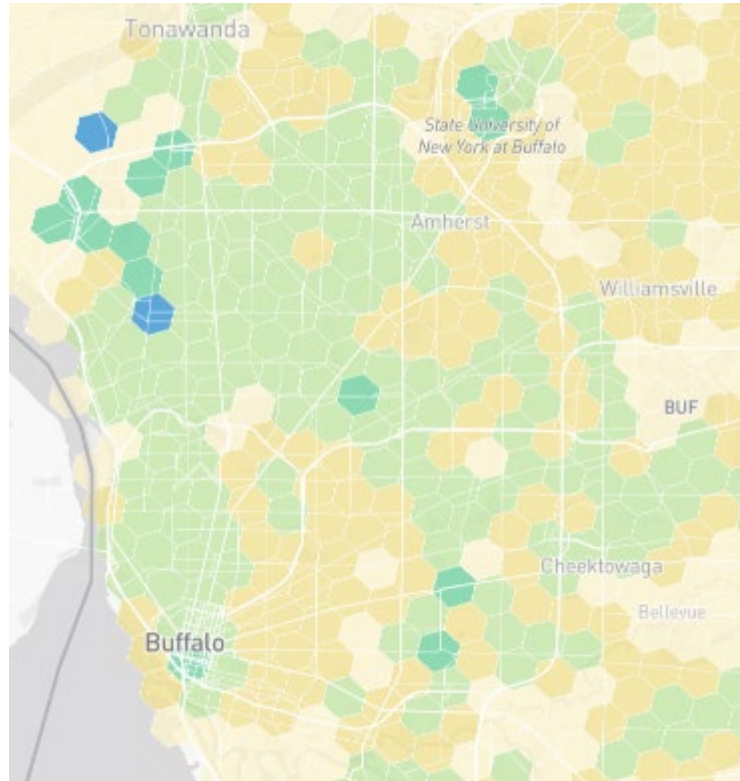 Tonawanda
State University of
New York at Buffalo
Amherst
Williamsville
BUF
Cheektowaga
Bellevue
Buffalo